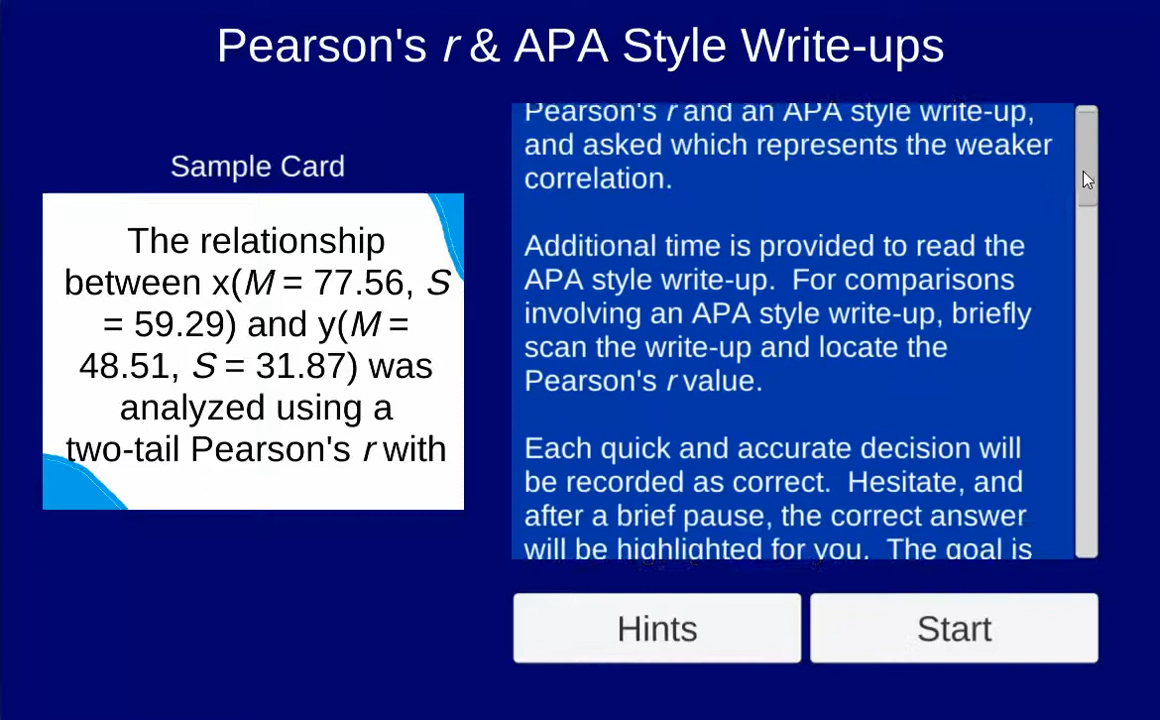 Pearson's r & APA Style Write-ups
Sample Card
The relationship
between x(M = 77.56, S
= 59.29) and y(M =
48.51, S = 31.87) was
analyzed using a
two-tail Pearson's r with
Pearson's r and an APA style write-up,
and asked which represents the weaker
correlation.
Additional time is provided to read the
APA style write-up.  For comparisons
involving an APA style write-up, briefly
scan the write-up and locate the
Pearson's r value.
Each quick and accurate decision will
be recorded as correct.  Hesitate, and
after a brief pause, the correct answer
will be highlighted for you.  The goal is
Hints
Start